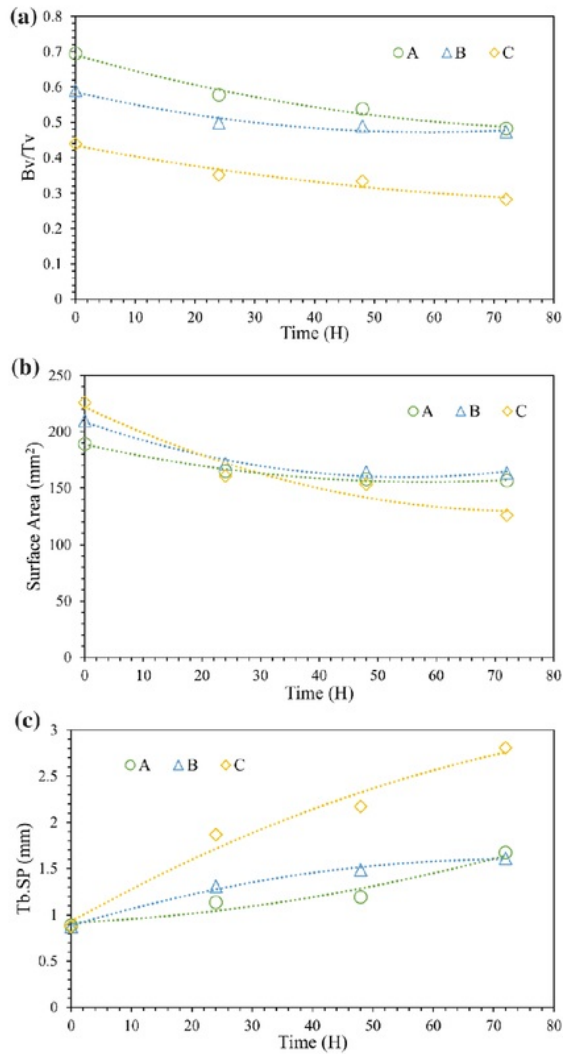 (a)
0.8
0.7
0.6
0.5
0.4
0.3
0.2
0.1
0
Bv/Tv
A B C
0 10 20 30 40 50 60 70 80
Time (H)
(b)
250
200
150
100
50
0
Surface Area (mm²)
A B C
0 10 20 30 40 50 60 70 80
Time (H)
(c)
3
2.5
2
1.5
1
0.5
0
Tb.SP (mm)
A B C
0 10 20 30 40 50 60 70 80
Time (H)